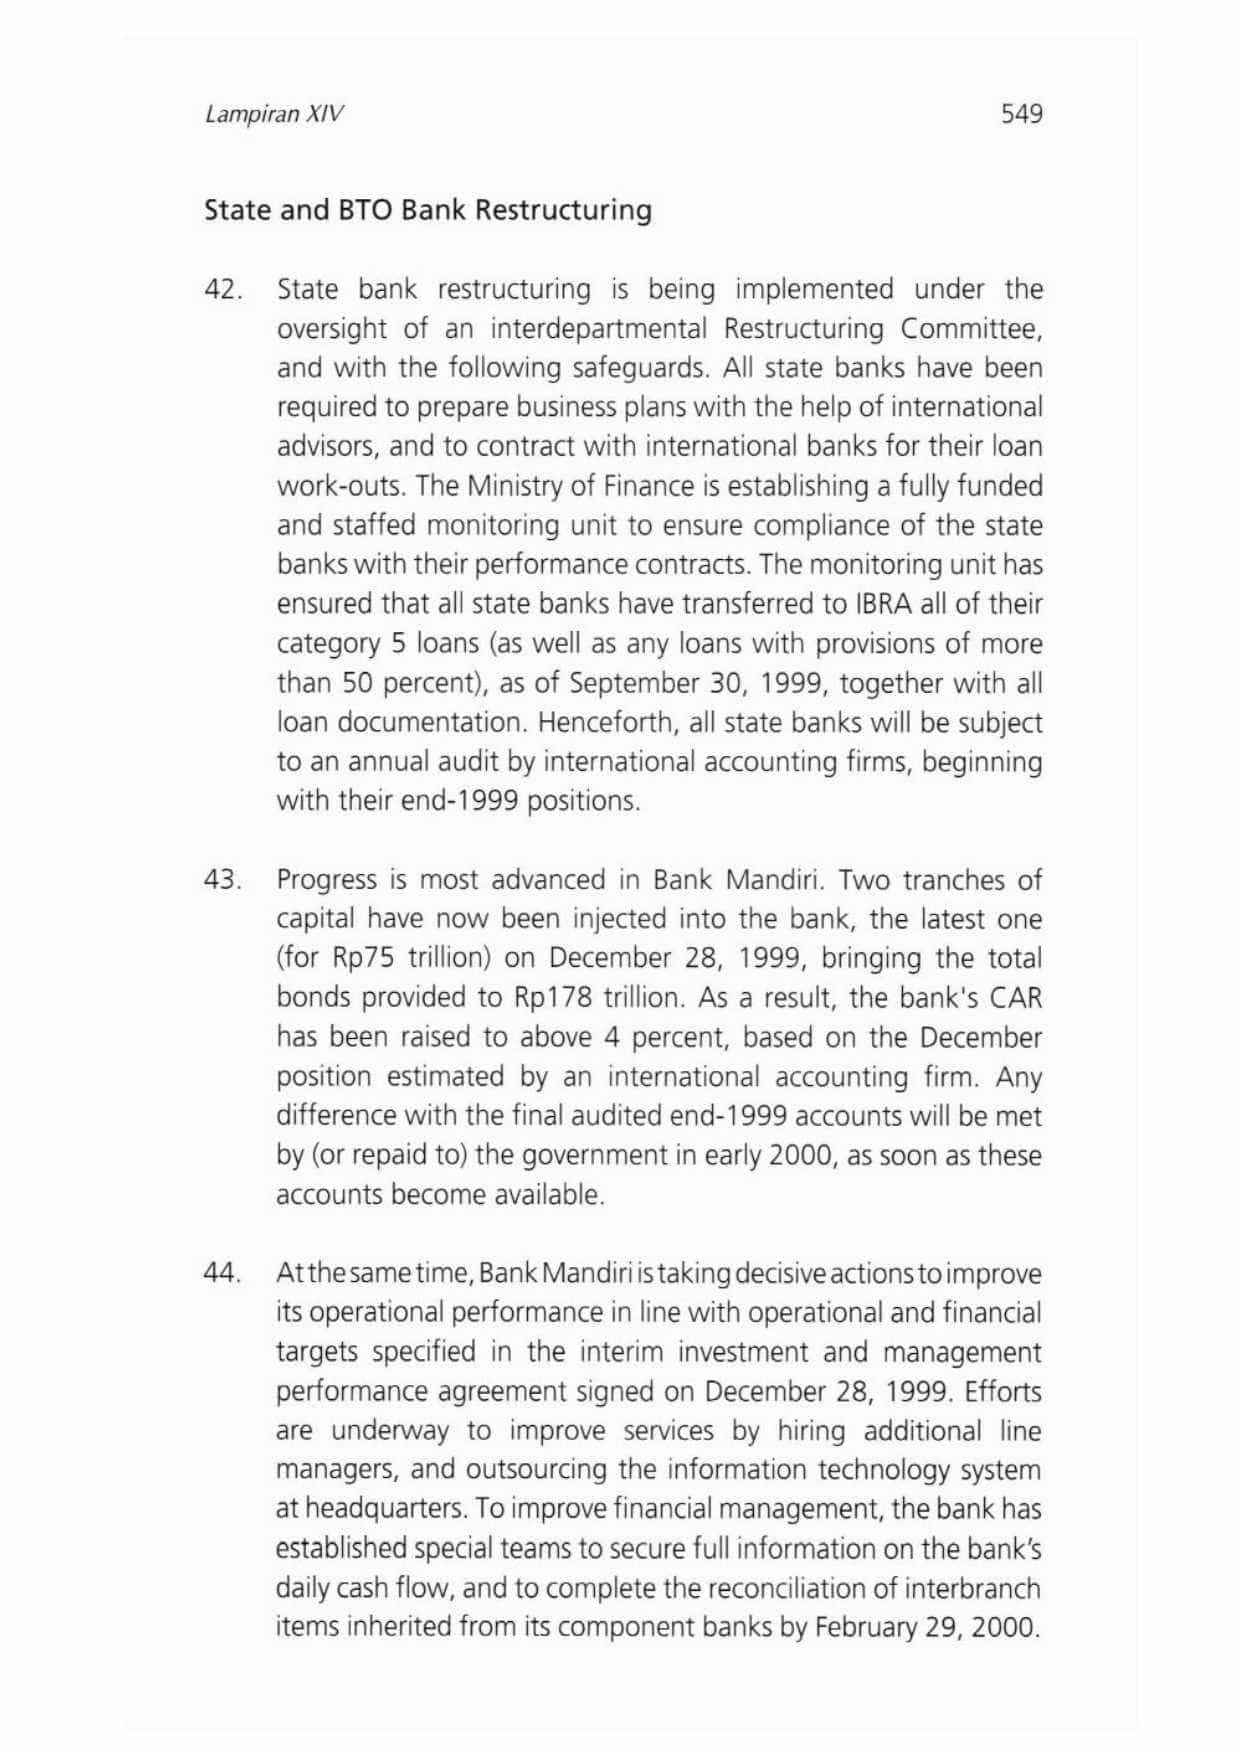 Lampiran XIV 549
State and BTO Bank Restructuring
42. State bank restructuring is being implemented under the
oversight of an interdepartmental Restructuring Committee,
and with the following safeguards. All state banks have been
required to prepare business plans with the help of international
advisors, and to contract with international banks for their loan
work-outs. The Ministry of Finance is establishing a fully funded
and staffed monitoring unit to ensure compliance of the state
banks with their performance contracts. The monitoring unit has
ensured that all state banks have transferred to IBRA all of their
category 5 loans (as well as any loans with provisions of more
than 50 percent), as of September 30, 1999, together with all
loan documentation. Henceforth, all state banks will be subject
to an annual audit by international accounting firms, beginning
with their end-1999 positions.
43. Progress is most advanced in Bank Mandiri. Two tranches of
capital have now been injected into the bank, the latest one
(for Rp75 trillion) on December 28, 1999, bringing the total
bonds provided to Rp178 trillion. As a result, the bank's CAR
has been raised to above 4 percent, based on the December
position estimated by an international accounting firm. Any
difference with the final audited end-1999 accounts will be met
by (or repaid to) the government in early 2000, as soon as these
accounts become available.
44. At the same time, Bank Mandiri is taking decisive actions to improve
its operational performance in line with operational and financial
targets specified in the interim investment and management
performance agreement signed on December 28, 1999. Efforts
are underway to improve services by hiring additional line
managers, and outsourcing the information technology system
at headquarters. To improve financial management, the bank has
established special teams to secure full information on the bank’s
daily cash flow, and to complete the reconciliation of interbranch
items inherited from its component banks by February 29, 2000.